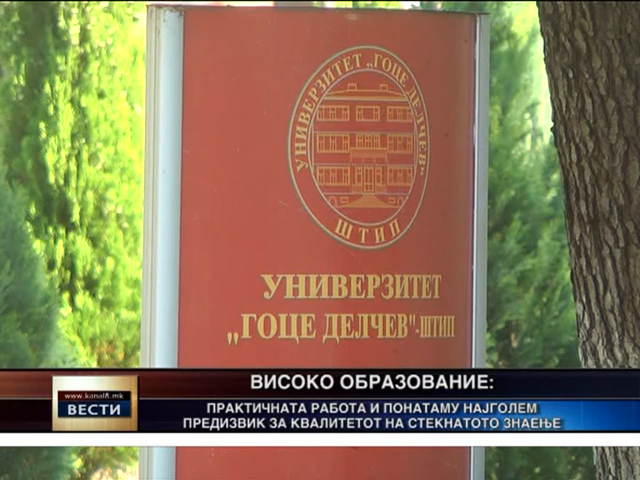 УНИВЕРЗИТЕТ „ГОЦЕ ДЕЛЧЕВ"
ШТИП
УНИВЕРЗИТЕТ
„ГОЦЕ ДЕЛЧЕВ"-ШТИП
ВИСОКО ОБРАЗОВАНИЕ:
www.kanal8.mk
ВЕСТИ
ПРАКТИЧНАТА РАБОТА И ПОНАТАМУ НАЈГОЛЕМ
ПРЕДИЗВИК ЗА КВАЛИТЕТОТ НА СТЕКНАТОТО ЗНАЕЊЕ